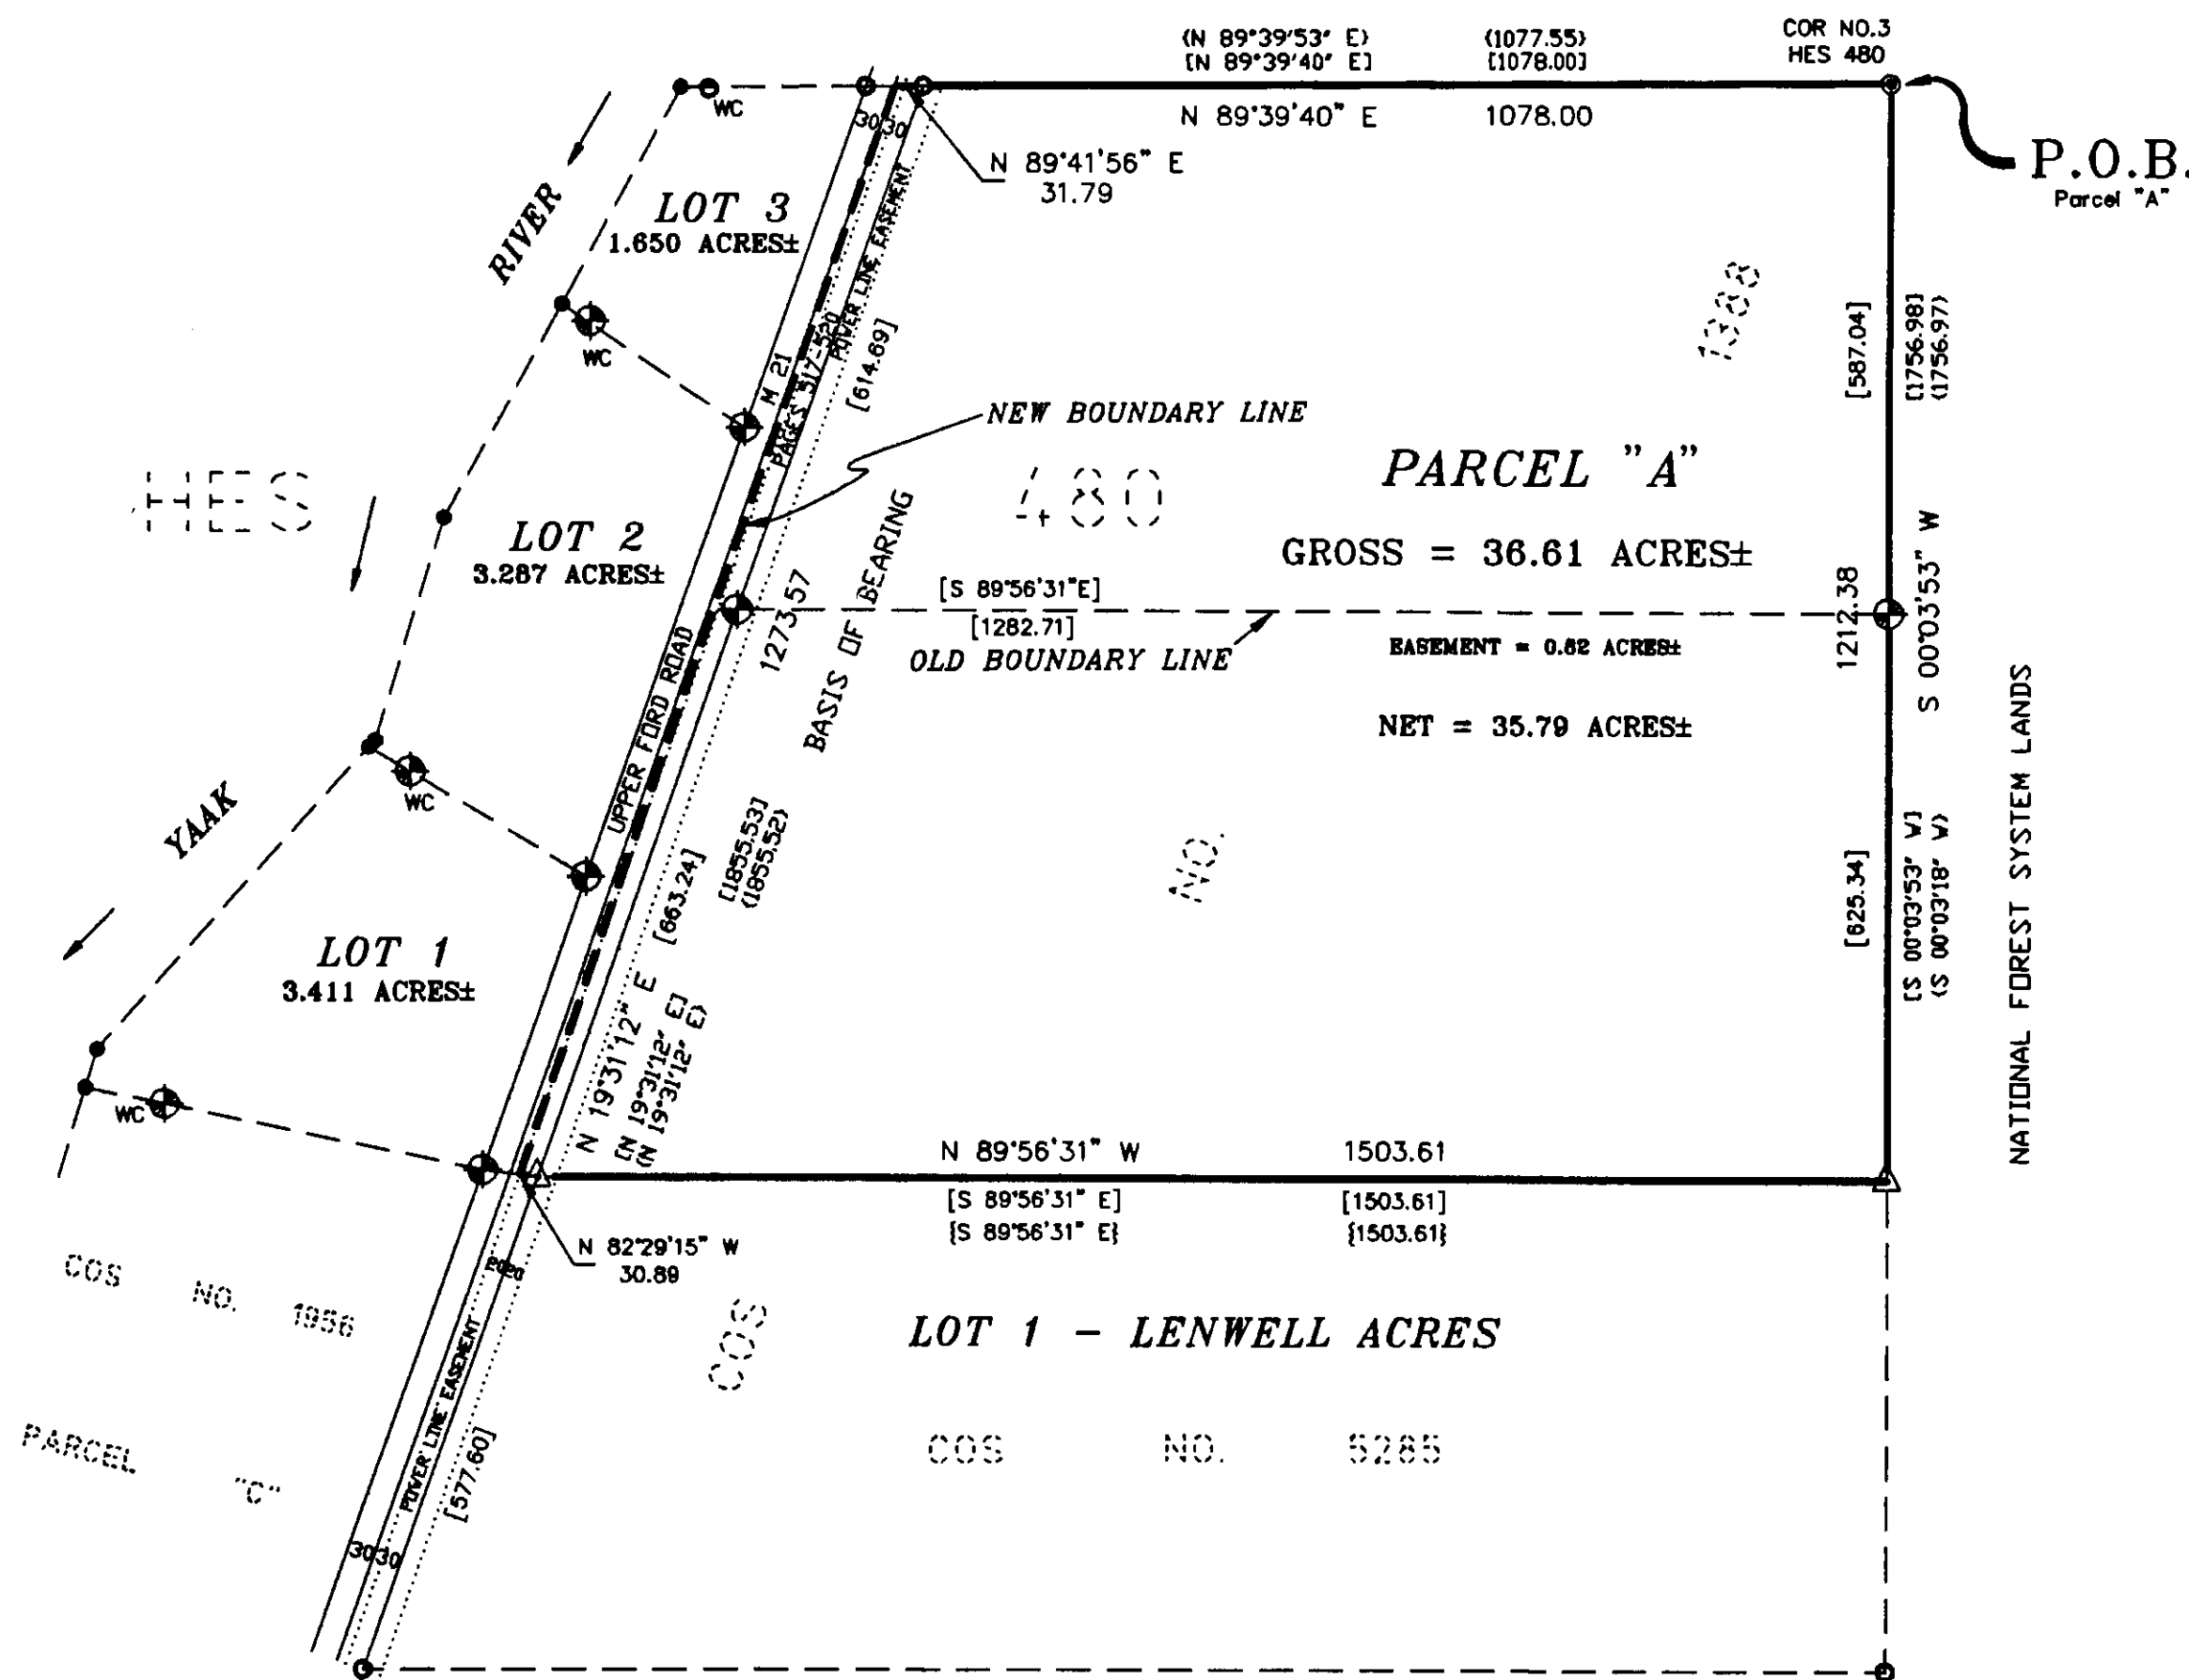 (N 89°39'53" E) (1077.55)
[N 89°39'40" E] [1078.00]
COR NO.3
HES 480
N 89°39'40" E 1078.00
P.O.B.
Parcel "A"
WC
30 30
N 89°41'56" E
31.79
RIVER
LOT 3
1.650 ACRES±
WC
POWER LINE EASEMENT
M 21
PAGES 517-520
[614.69]
1388
[587.04]
[1756.98]
(1756.97)
NEW BOUNDARY LINE
HES
480
PARCEL "A"
GROSS = 36.61 ACRES±
LOT 2
3.287 ACRES±
[S 89°56'31"E]
[1282.71]
OLD BOUNDARY LINE
EASEMENT = 0.82 ACRES±
NET = 35.79 ACRES±
1212.38
S 00°03'53" W
1273.57
BASIS OF BEARING
UPPER FORD ROAD
WC
YAAK
[1855.53]
(1855.52)
[663.24]
NO.
[625.34]
[S 00°03'53" W]
(S 00°03'18" W)
NATIONAL FOREST SYSTEM LANDS
LOT 1
3.411 ACRES±
N 19°31'12" E
[N 19°31'12" E]
(N 19°31'12" E)
WC
N 89°56'31" W 1503.61
[S 89°56'31" E] [1503.61]
{S 89°56'31" E} {1503.61}
N 82°29'15" W
30.89
COS NO. 1956
COS
LOT 1 - LENWELL ACRES
POWER LINE EASEMENT
[577.60]
PARCEL "C"
COS NO. 5285
30 30